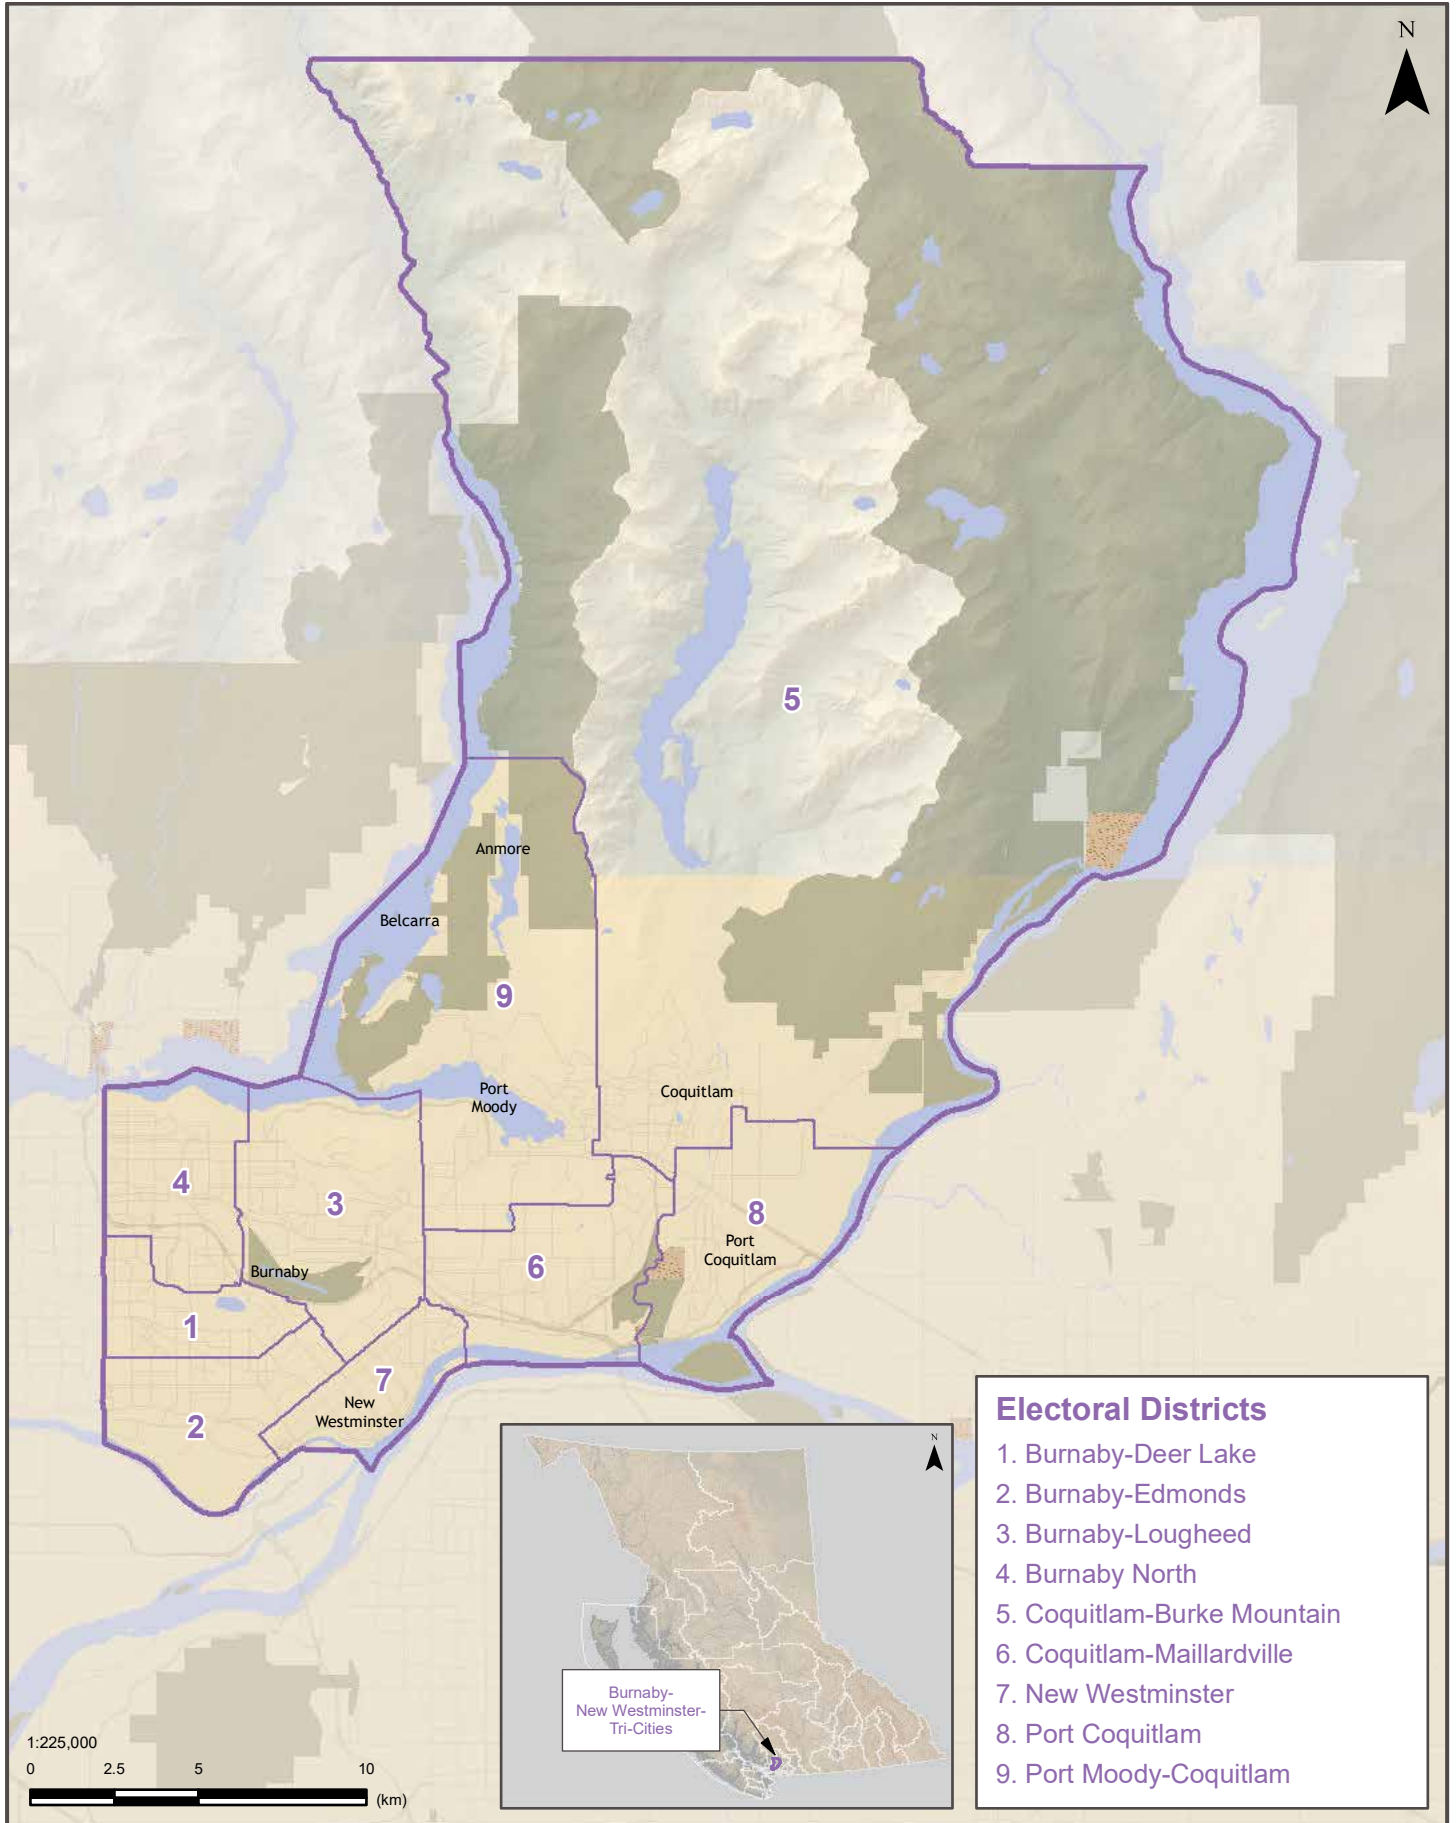 N
5
Anmore
Belcarra
9
Port
Moody
Coquitlam
4
3
8
Port
Coquitlam
6
Burnaby
1
7
New
Westminster
2
Electoral Districts
1. Burnaby-Deer Lake
2. Burnaby-Edmonds
3. Burnaby-Lougheed
4. Burnaby North
5. Coquitlam-Burke Mountain
6. Coquitlam-Maillardville
7. New Westminster
8. Port Coquitlam
9. Port Moody-Coquitlam
N
Burnaby-
New Westminster-
Tri-Cities
1:225,000
0 2.5 5 10
(km)